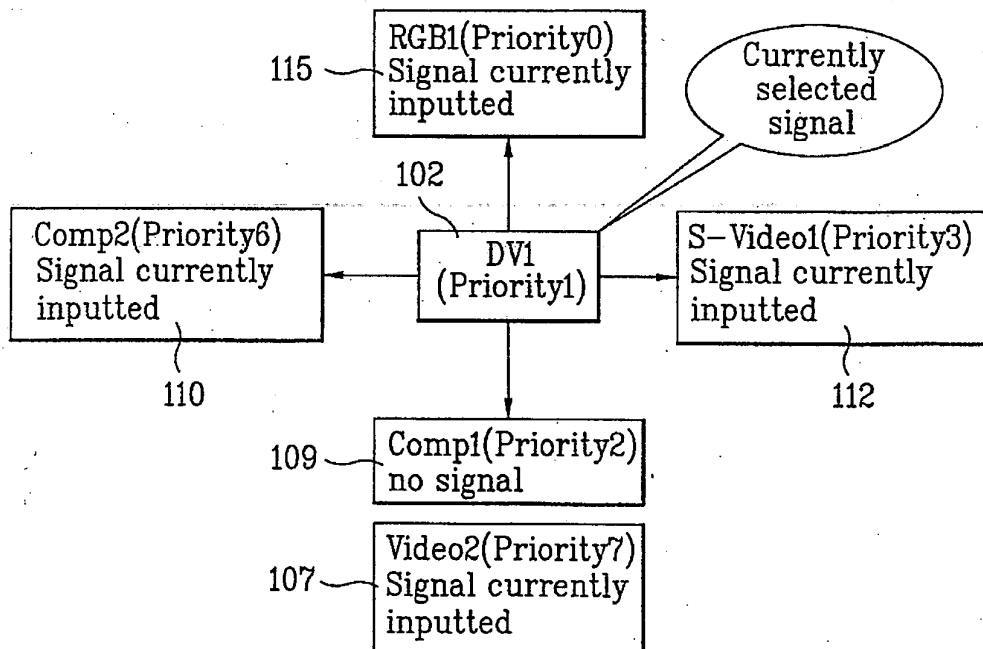 RGB1(Priority0)
Signal currently
inputted
115
Currently
selected
signal
102
Comp2(Priority6)
Signal currently
inputted
110
DV1
(Priority1)
S-Video1(Priority3)
Signal currently
inputted
112
Comp1(Priority2)
no signal
109
Video2(Priority7)
Signal currently
inputted
107